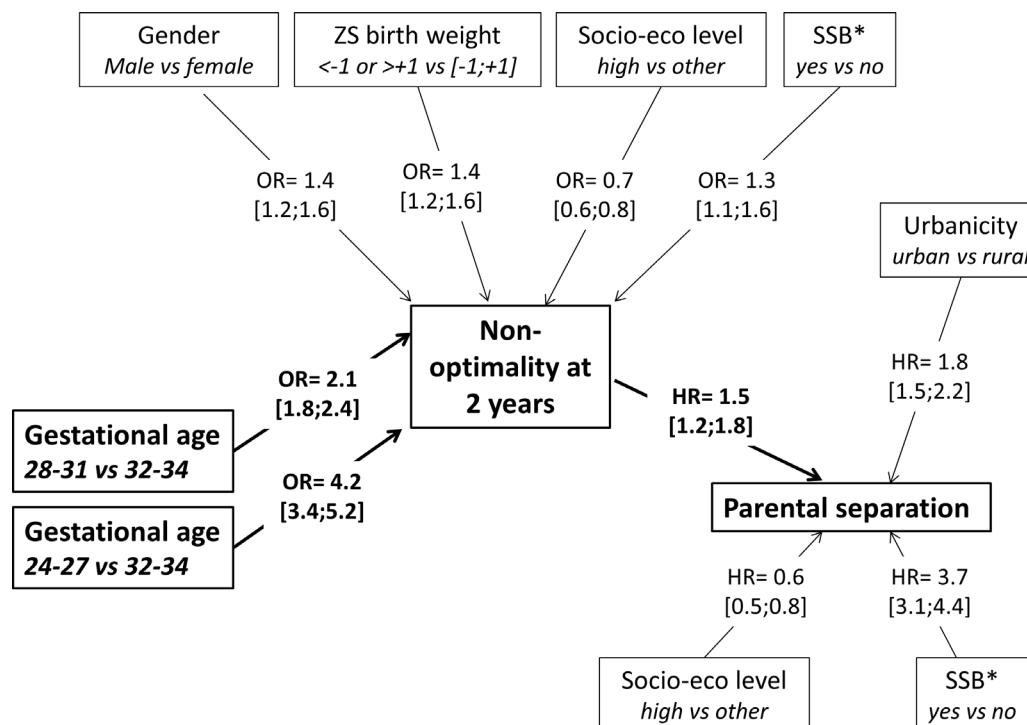 Gender
Male vs female
ZS birth weight
<-1 or >+1 vs [-1;+1]
Socio-eco level
high vs other
SSB*
yes vs no
OR= 1.4
[1.2;1.6]
OR= 1.4
[1.2;1.6]
OR= 0.7
[0.6;0.8]
OR= 1.3
[1.1;1.6]
Urbanicity
urban vs rural
Non-
optimality at
2 years
OR= 2.1
[1.8;2.4]
HR= 1.5
[1.2;1.8]
HR= 1.8
[1.5;2.2]
Gestational age
28-31 vs 32-34
OR= 4.2
[3.4;5.2]
Gestational age
24-27 vs 32-34
Parental separation
HR= 0.6
[0.5;0.8]
HR= 3.7
[3.1;4.4]
Socio-eco level
high vs other
SSB*
yes vs no